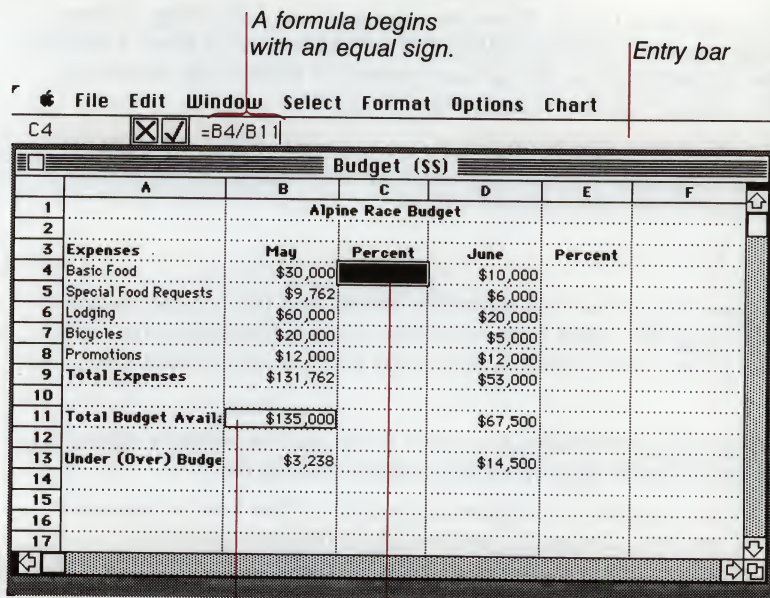 A formula begins
with an equal sign.
Entry bar
File Edit Window Select Format Options Chart
C4 =B4/B11
Budget (SS)
A B C D E F
1 Alpine Race Budget
2
3 Expenses May Percent June Percent
4 Basic Food $30,000 $10,000
5 Special Food Requests $9,762 $6,000
6 Lodging $60,000 $20,000
7 Bicycles $20,000 $5,000
8 Promotions $12,000 $12,000
9 Total Expenses $131,762 $53,000
10
11 Total Budget Availa $135,000 $67,500
12
13 Under (Over) Budge $3,238 $14,500
14
15
16
17